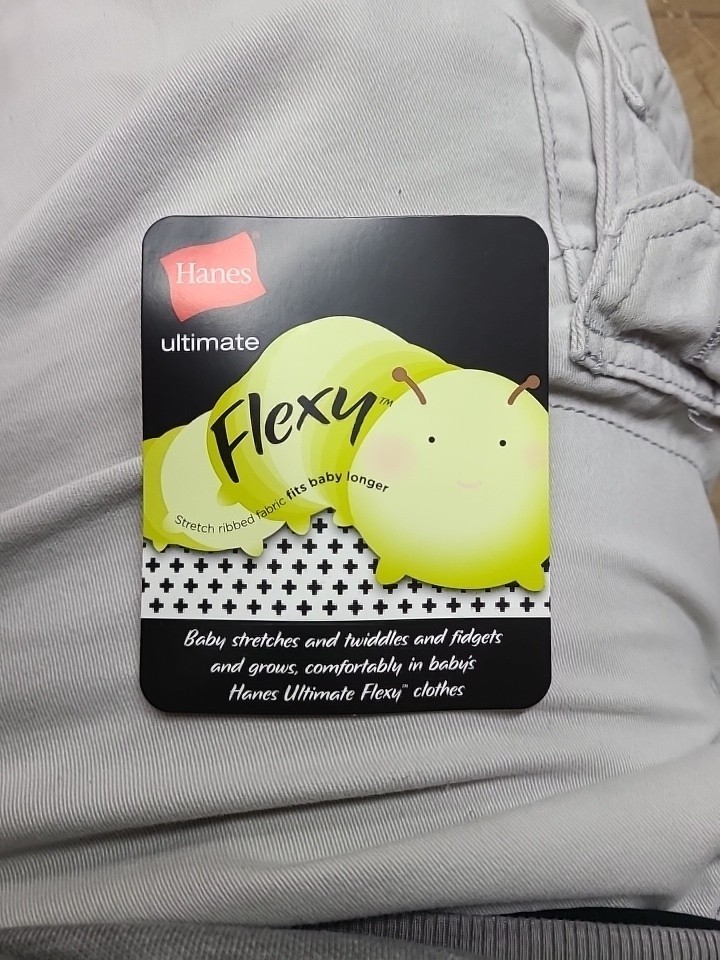 Hanes®
ultimate
Flexy™
Stretch ribbed fabric fits baby longer
Baby stretches and twiddles and fidgets
and grows, comfortably in baby's
Hanes Ultimate Flexy™ clothes